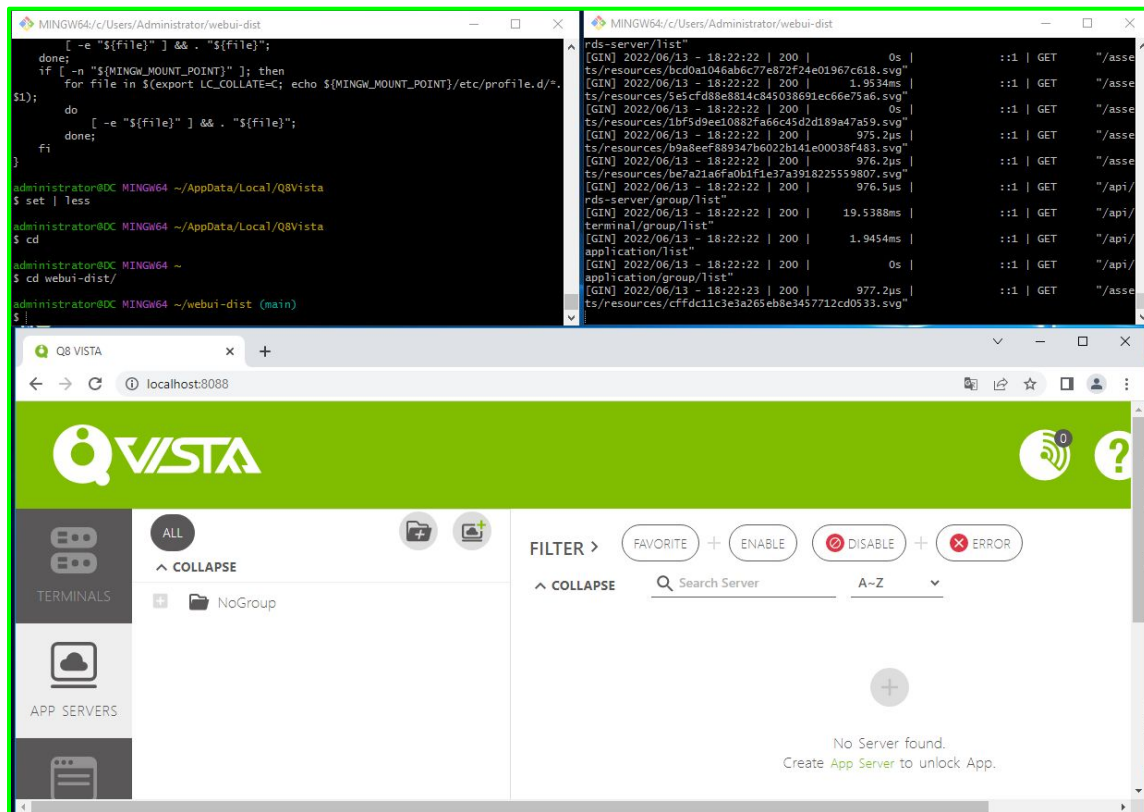 MINGW64:/c/Users/Administrator/webui-dist
[ -e "${file}" ] && . "${file}";
done;
if [ -n "${MINGW_MOUNT_POINT}" ]; then
for file in $(export LC_COLLATE=C; echo ${MINGW_MOUNT_POINT}/etc/profile.d/*.
$1);
do
[ -e "${file}" ] && . "${file}";
done;
fi
}
administrator@DC MINGW64 ~/AppData/Local/Q8Vista
$ set | less
administrator@DC MINGW64 ~/AppData/Local/Q8Vista
$ cd
administrator@DC MINGW64 ~
$ cd webui-dist/
administrator@DC MINGW64 ~/webui-dist (main)
$
MINGW64:/c/Users/Administrator/webui-dist
rds-server/list"
[GIN] 2022/06/13 - 18:22:22 | 200 | 0s | ::1 | GET "/asse
ts/resources/bcd0a1046ab6c77e872f24e01967c618.svg"
[GIN] 2022/06/13 - 18:22:22 | 200 | 1.9534ms | ::1 | GET "/asse
ts/resources/5e5cfd88e8814c845038691ec66e75a6.svg"
[GIN] 2022/06/13 - 18:22:22 | 200 | 0s | ::1 | GET "/asse
ts/resources/1bf5d9ee10882fa66c45d2d189a47a59.svg"
[GIN] 2022/06/13 - 18:22:22 | 200 | 975.2µs | ::1 | GET "/asse
ts/resources/b9a8eef889347b6022b141e00038f483.svg"
[GIN] 2022/06/13 - 18:22:22 | 200 | 976.2µs | ::1 | GET "/asse
ts/resources/be7a21a6fa0b1f1e37a3918225559807.svg"
[GIN] 2022/06/13 - 18:22:22 | 200 | 976.5µs | ::1 | GET "/api/
rds-server/group/list"
[GIN] 2022/06/13 - 18:22:22 | 200 | 19.5388ms | ::1 | GET "/api/
terminal/group/list"
[GIN] 2022/06/13 - 18:22:22 | 200 | 1.9454ms | ::1 | GET "/api/
application/list"
[GIN] 2022/06/13 - 18:22:22 | 200 | 0s | ::1 | GET "/api/
application/group/list"
[GIN] 2022/06/13 - 18:22:23 | 200 | 977.2µs | ::1 | GET "/asse
ts/resources/cffdc11c3e3a265eb8e3457712cd0533.svg"
Q8 VISTA
localhost:8088
VISTA
0
?
TERMINALS
APP SERVERS
ALL
COLLAPSE
NoGroup
FILTER >
FAVORITE + ENABLE DISABLE + ERROR
COLLAPSE Search Server A~Z
No Server found.
Create App Server to unlock App.